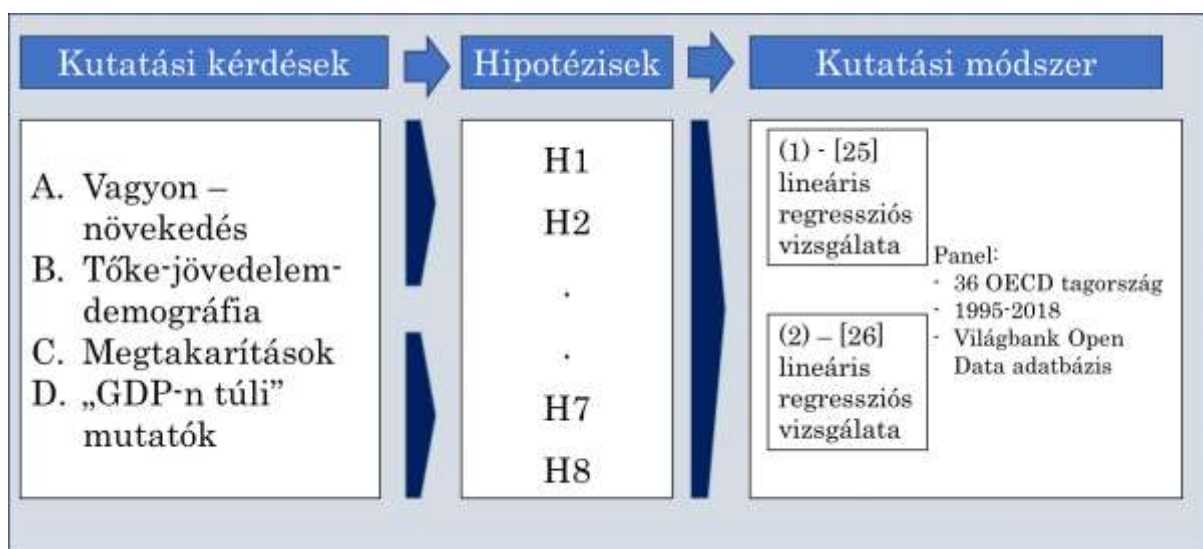 Kutatási kérdések
Hipotézisek
Kutatási módszer
A. Vagyon –
növekedés
B. Tőke-jövedelem-
demográfia
C. Megtakarítások
D. „GDP-n túli”
mutatók
H1
H2
.
.
H7
H8
(1) - [25]
lineáris
regressziós
vizsgálata
(2) – [26]
lineáris
regressziós
vizsgálata
Panel:
- 36 OECD tagország
- 1995-2018
- Világbank Open
Data adatbázis